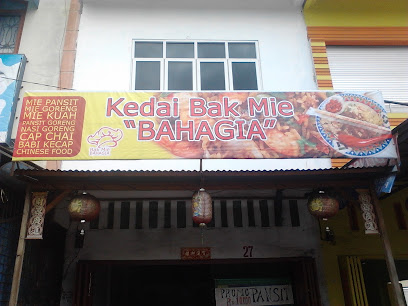 MIE PANSIT
MIE GORENG
MIE KUAH
PANSIT GORENG
NASI GORENG
CAP CHAI
BABI KECAP
CHINESE FOOD
Kedai Bak Mie
"BAHAGIA"
27
PANSIT